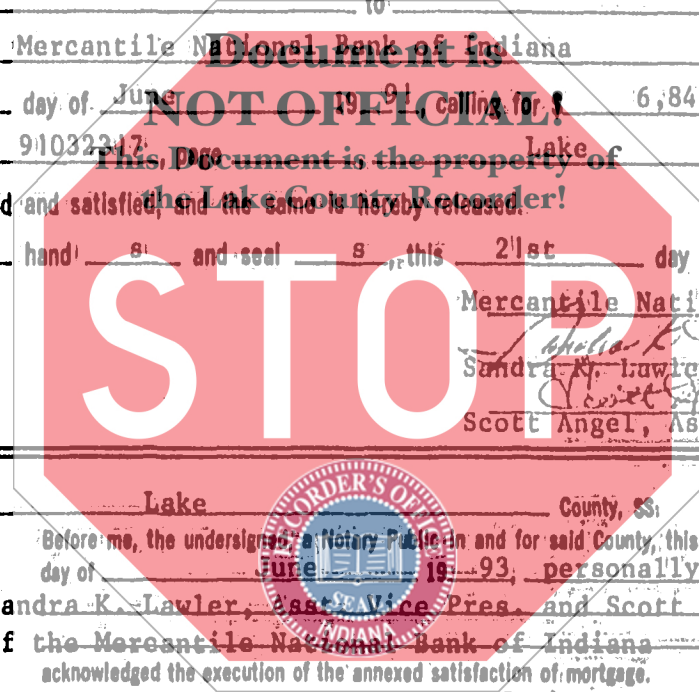 to
Mercantile National Bank of Indiana
Document is
day of June 19 91, calling for $ 6,84
NOT OFFICIAL!
91032317, page , Lake
This Document is the property of
the Lake County Recorder!
d and satisfied, and the same is hereby released.
hand s and seal s, this 21st day
STOP
Mercantile Nati
Sandra K. Lawle
Scott Angel, As
Lake County, SS:
RECORDER'S OFFICE
Before me, the undersigned, a Notary Public in and for said County, this
day of June 19 93, personally
SEAL
andra K. Lawler, Asst. Vice Pres. and Scott
INDIANA
f the Mercantile National Bank of Indiana
acknowledged the execution of the annexed satisfaction of mortgage.